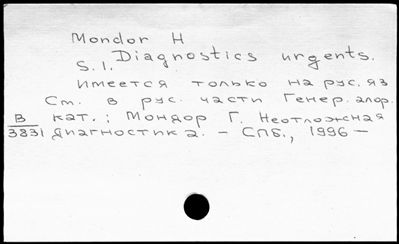 Mondor H
Diagnostics urgents.
S. l.
имеется только на рус. яз
См. в рус. части Генер. алф.
кат.: Мондор Г. Неотложная
В
3831 диагностика. - СПб., 1996 -